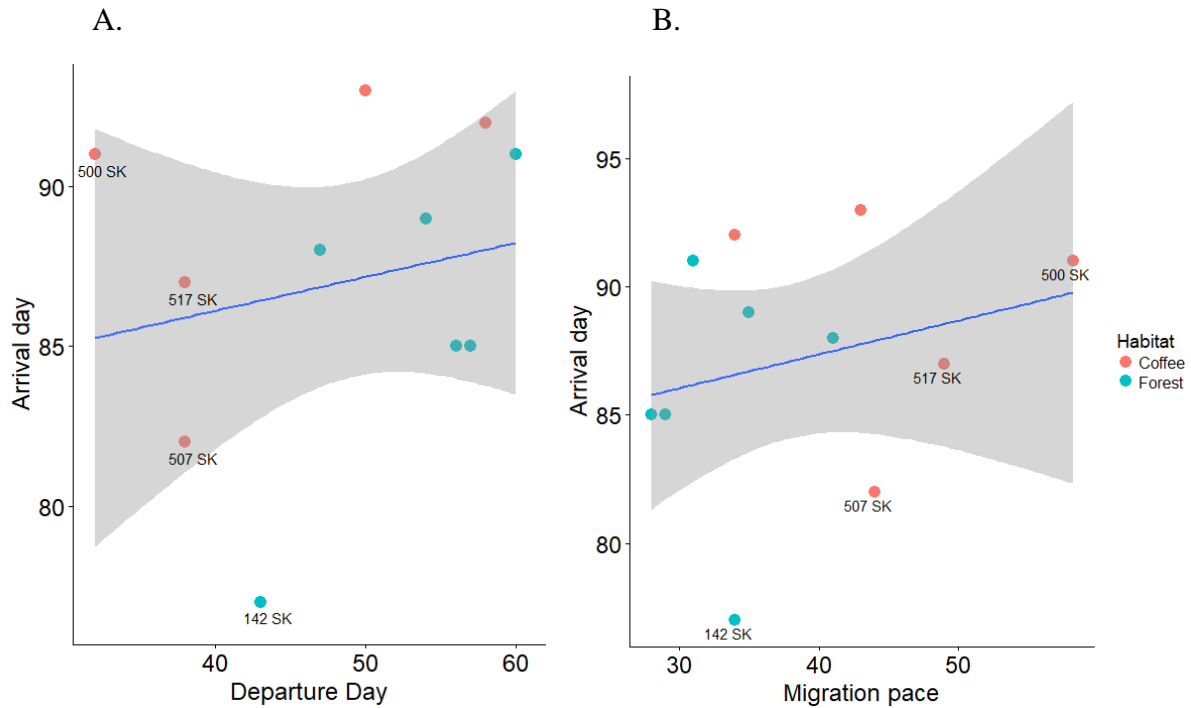 A.
90
85
80
Arrival day
500 SK
517 SK
507 SK
142 SK
40 50 60
Departure Day
B.
95
90
85
80
Arrival day
500 SK
517 SK
507 SK
142 SK
30 40 50
Migration pace
Habitat
Coffee
Forest